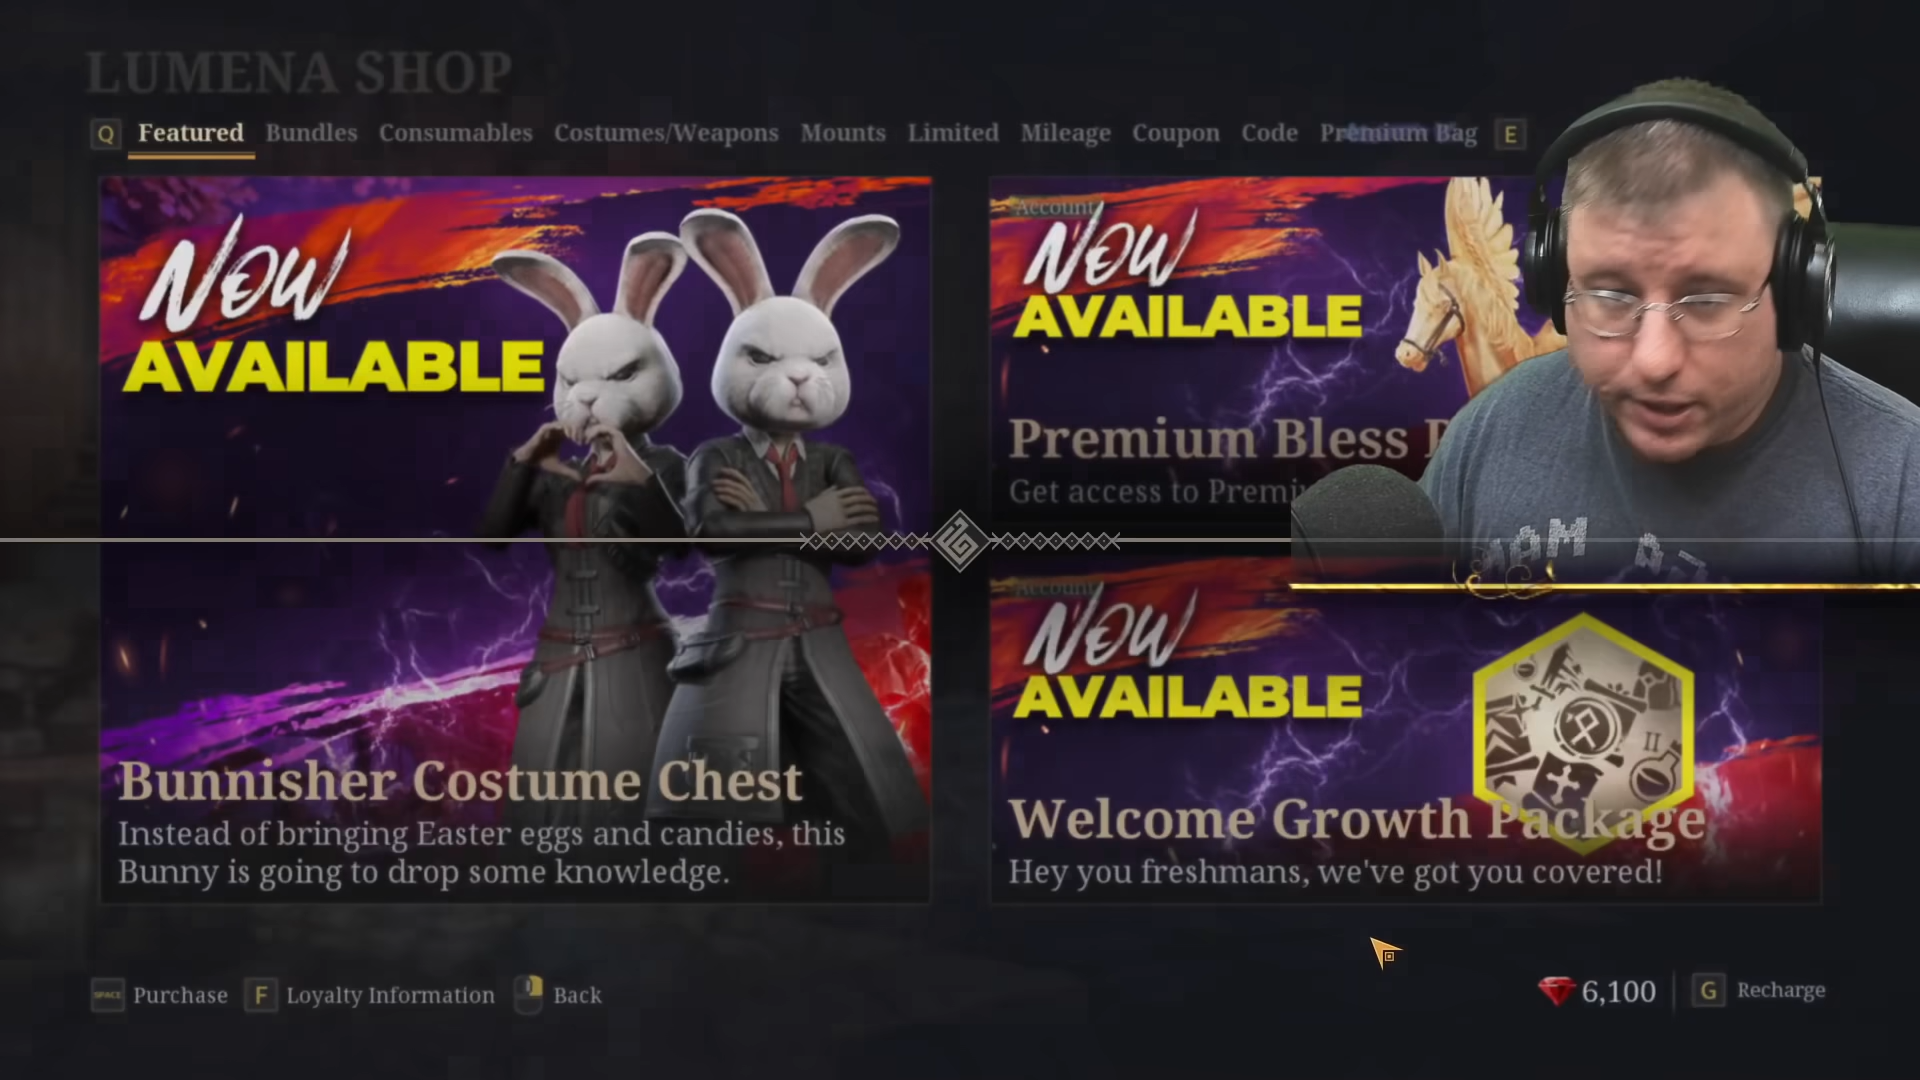 LUMENA SHOP
Q Featured Bundles Consumables Costumes/Weapons Mounts Limited Mileage Coupon Code Premium Bag E
NOW
AVAILABLE
Bunnisher Costume Chest
Instead of bringing Easter eggs and candies, this
Bunny is going to drop some knowledge.
Account
NOW
AVAILABLE
Premium Bless
Get access to
Account
NOW
AVAILABLE
II
Welcome Growth Package
Hey you freshmans, we've got you covered!
SPACE Purchase F Loyalty Information Back
6,100 G Recharge